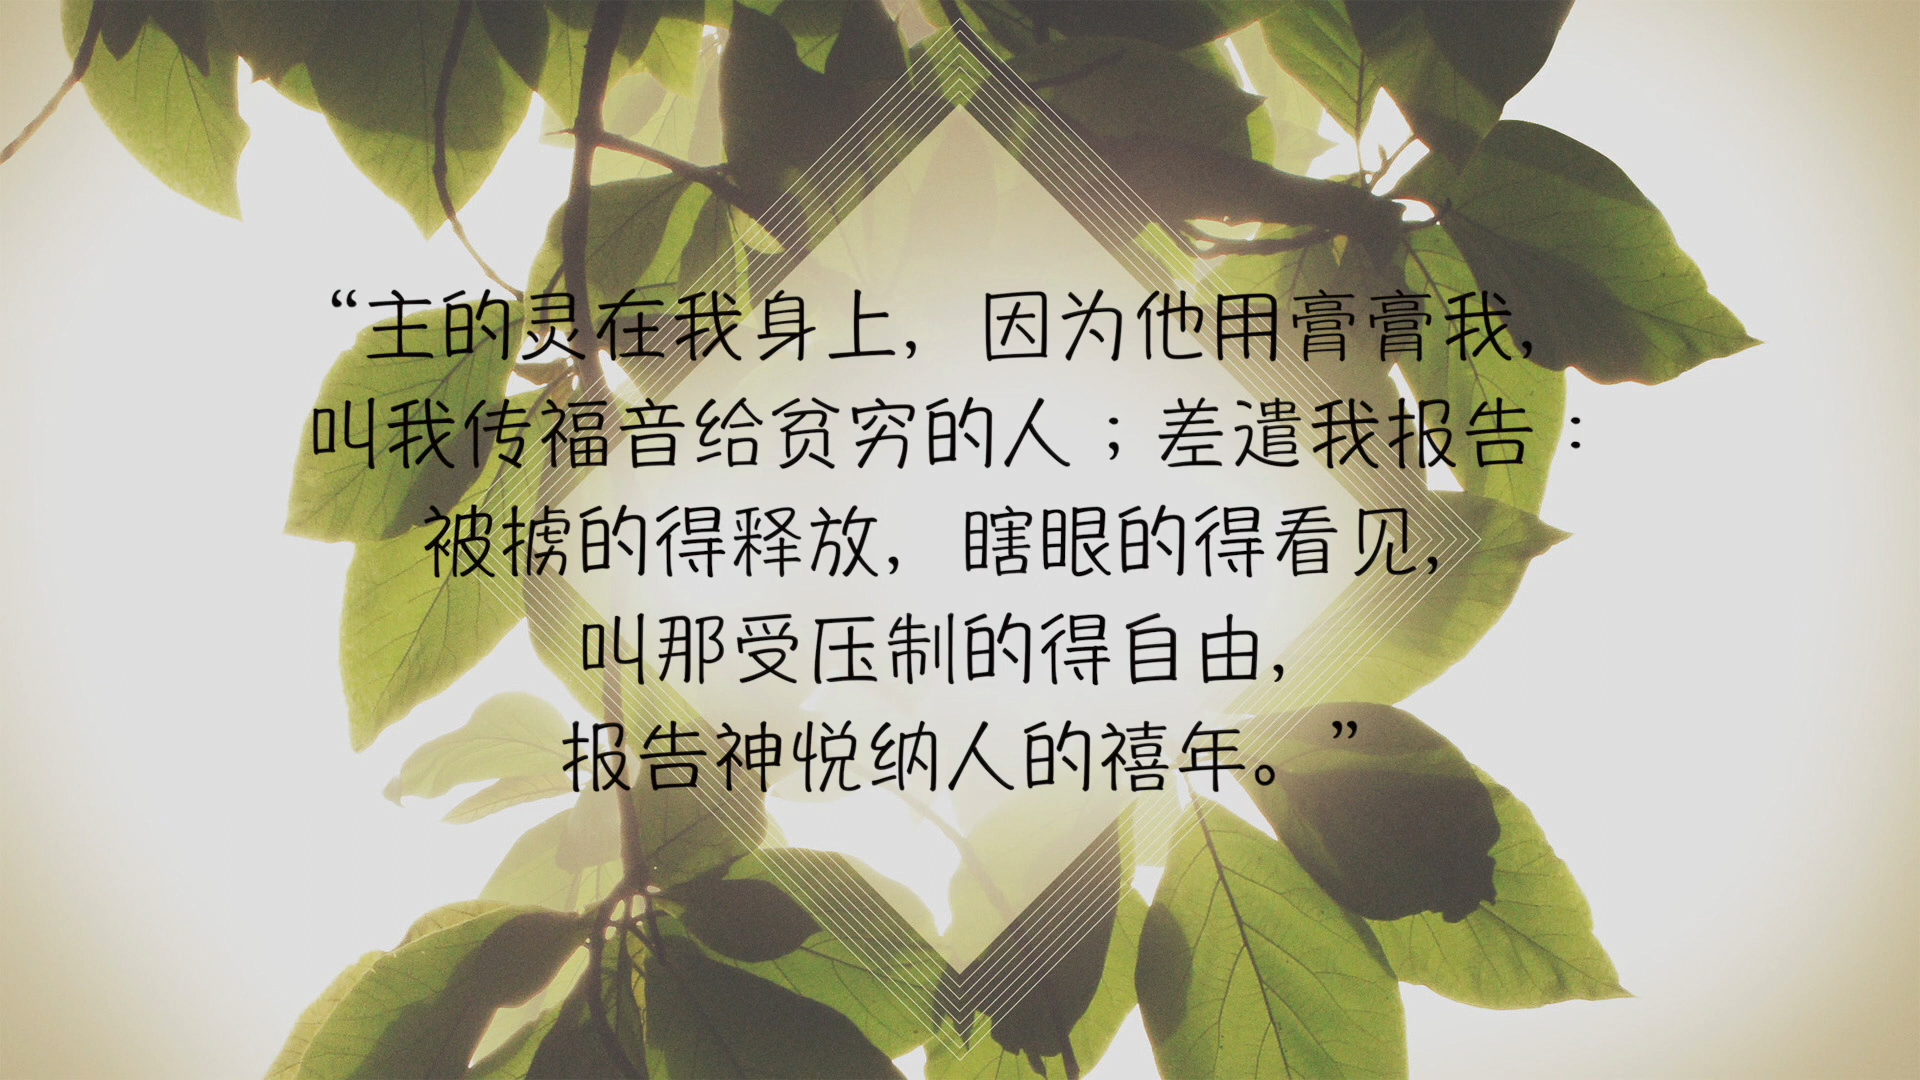 “主的灵在我身上，因为他用膏膏我，
叫我传福音给贫穷的人；差遣我报告：
被掳的得释放，瞎眼的得看见，
叫那受压制的得自由，
报告神悦纳人的禧年。”